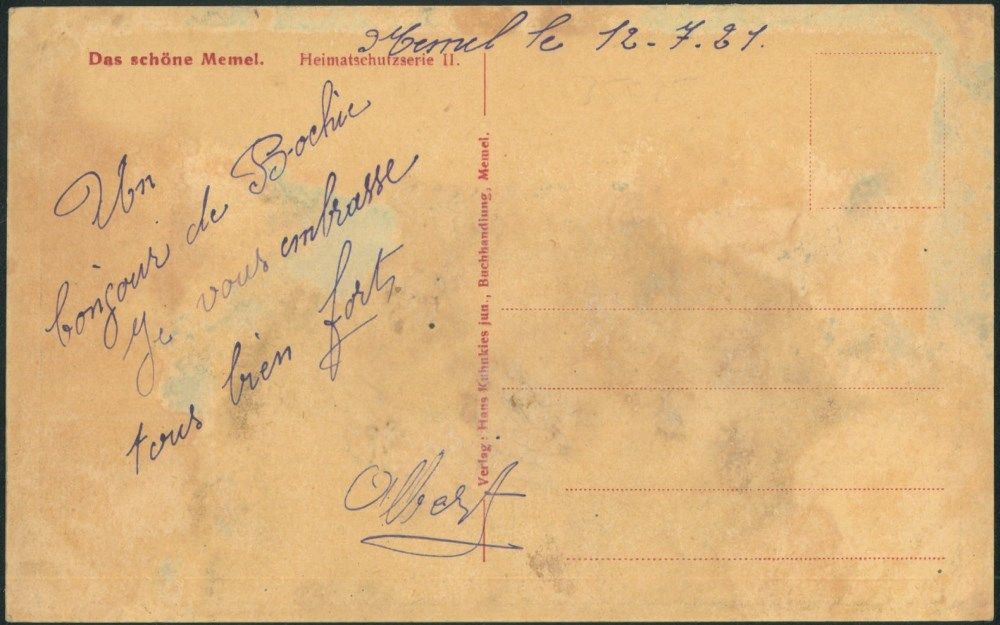 Memel le 12-7.21.
Das schöne Memel. Heimatschutzserie II.
Un
bonjour de Bochie
Je vous embrasse
tous bien fort
Albert
Verlag: Hans Kuhnkies jun., Buchhandlung, Memel.